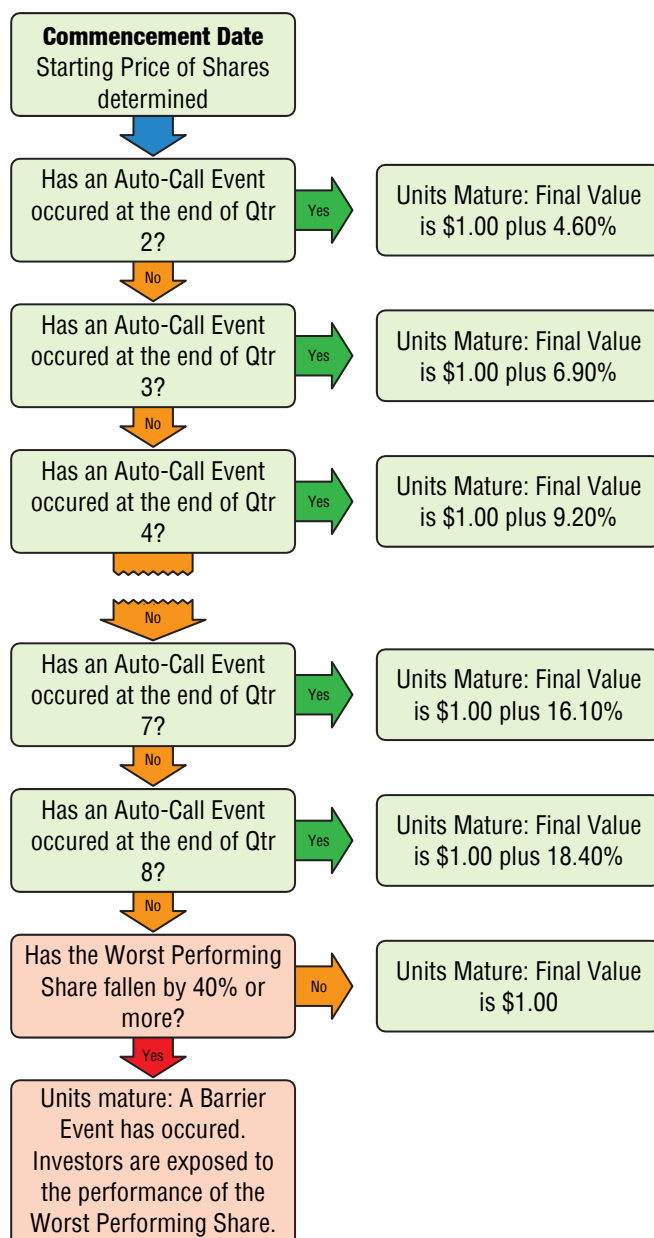 Commencement Date
Starting Price of Shares
determined
Has an Auto-Call Event
occured at the end of Qtr
2?
Yes
Units Mature: Final Value
is $1.00 plus 4.60%
No
Has an Auto-Call Event
occured at the end of Qtr
3?
Yes
Units Mature: Final Value
is $1.00 plus 6.90%
No
Has an Auto-Call Event
occured at the end of Qtr
4?
Yes
Units Mature: Final Value
is $1.00 plus 9.20%
No
Has an Auto-Call Event
occured at the end of Qtr
7?
Yes
Units Mature: Final Value
is $1.00 plus 16.10%
No
Has an Auto-Call Event
occured at the end of Qtr
8?
Yes
Units Mature: Final Value
is $1.00 plus 18.40%
No
Has the Worst Performing
Share fallen by 40% or
more?
No
Units Mature: Final Value
is $1.00
Yes
Units mature: A Barrier
Event has occured.
Investors are exposed to
the performance of the
Worst Performing Share.